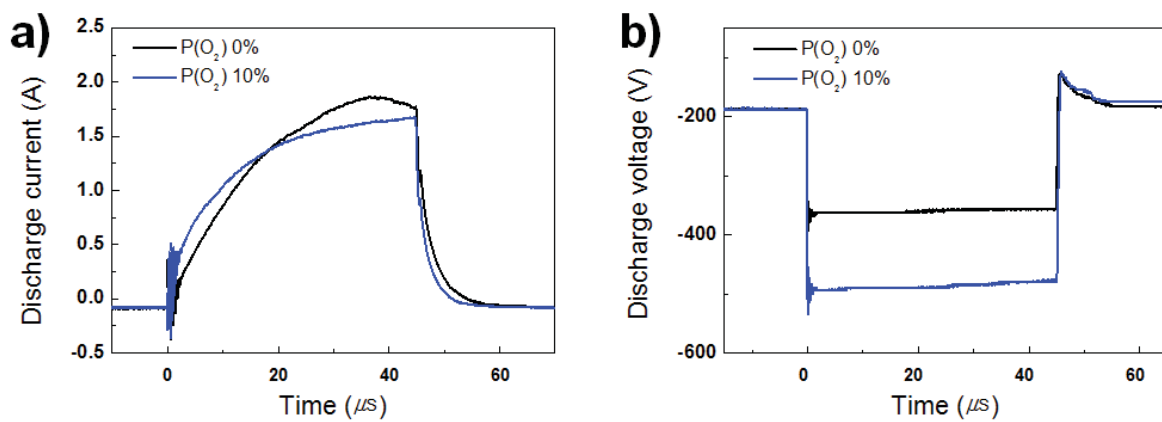 a)
P(O₂) 0%
P(O₂) 10%
Discharge current (A)
2.5
2.0
1.5
1.0
0.5
0.0
-0.5
0
20
40
60
Time (μs)
b)
P(O₂) 0%
P(O₂) 10%
Discharge voltage (V)
-200
-400
-600
0
20
40
60
Time (μs)